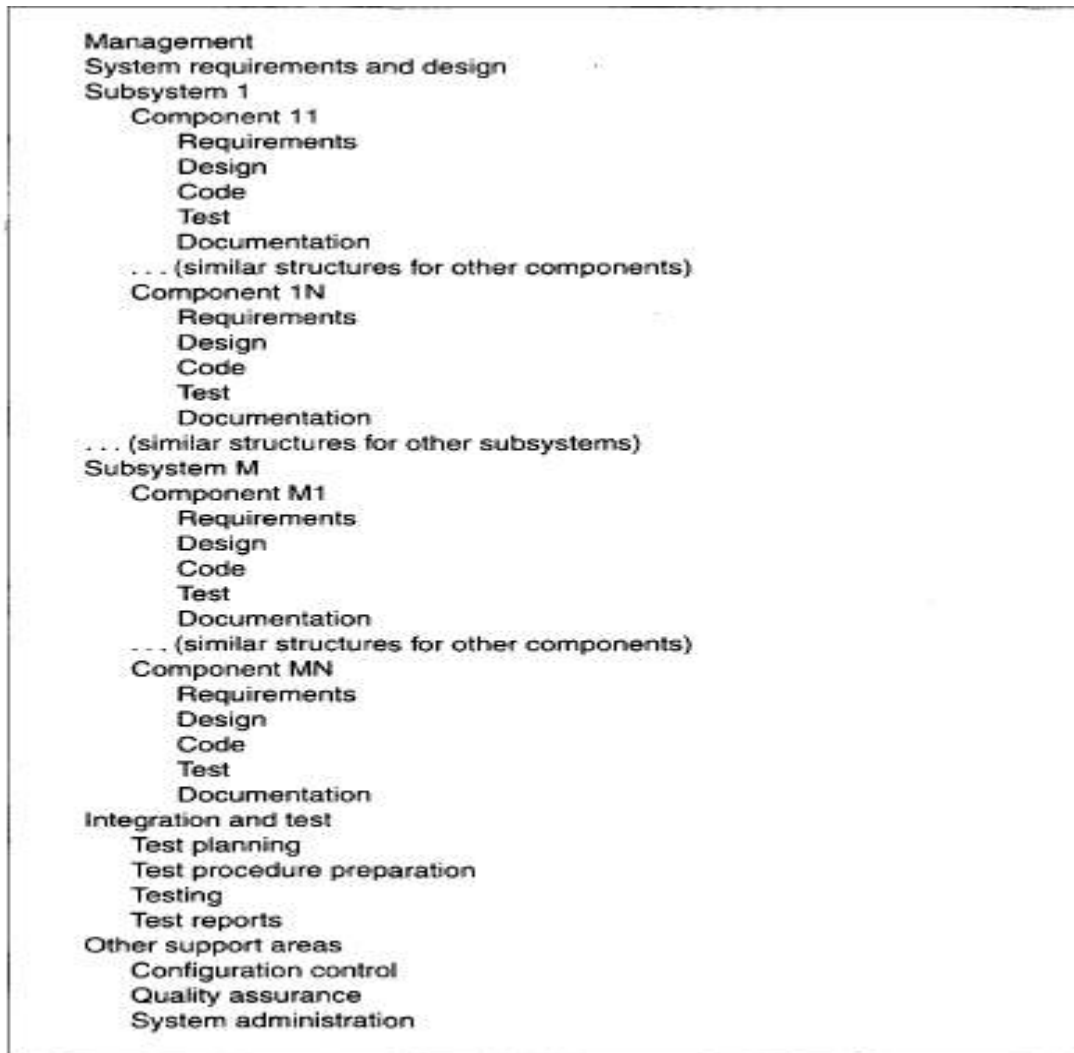 Management
System requirements and design
Subsystem 1
Component 11
Requirements
Design
Code
Test
Documentation
. . . (similar structures for other components)
Component 1N
Requirements
Design
Code
Test
Documentation
. . . (similar structures for other subsystems)
Subsystem M
Component M1
Requirements
Design
Code
Test
Documentation
. . . (similar structures for other components)
Component MN
Requirements
Design
Code
Test
Documentation
Integration and test
Test planning
Test procedure preparation
Testing
Test reports
Other support areas
Configuration control
Quality assurance
System administration